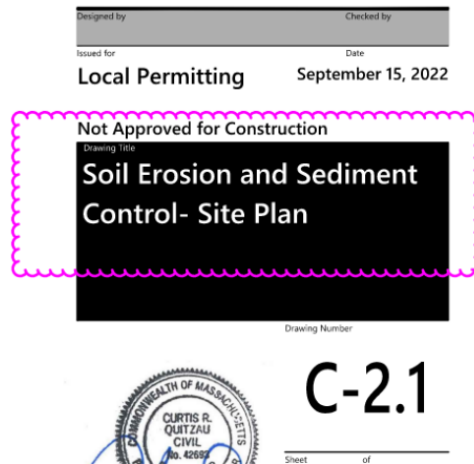 Designed by
Checked by
Issued for
Date
Local Permitting
September 15, 2022
Not Approved for Construction
Drawing Title
Soil Erosion and Sediment
Control- Site Plan
Drawing Number
C-2.1
COMMONWEALTH OF MASSACHUSETTS
CURTIS R.
QUITZAU
CIVIL
No. 42692
Sheet
of